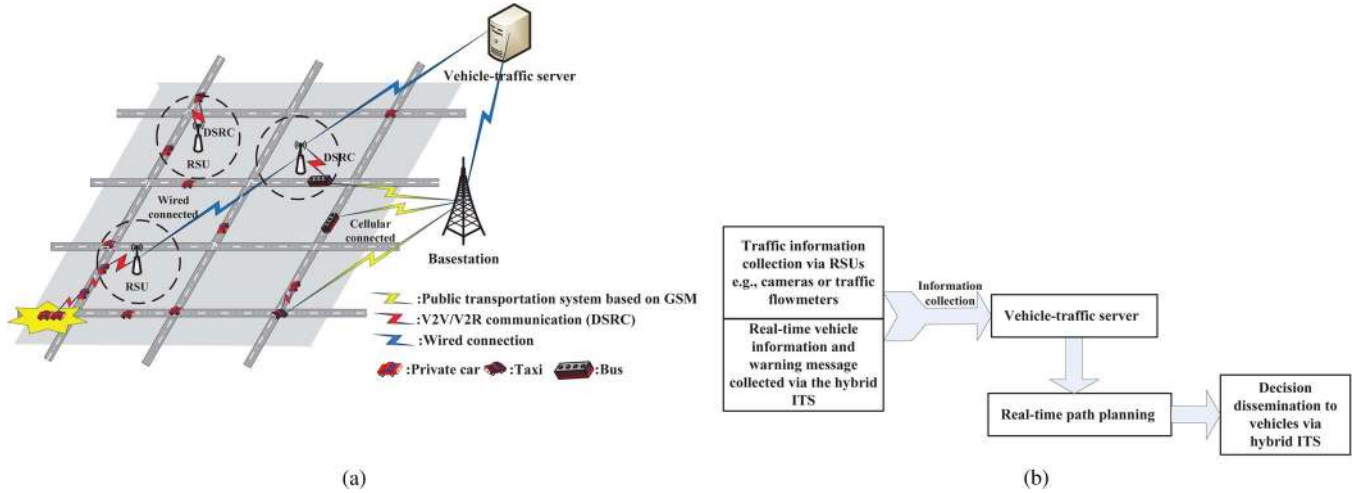 Vehicle-traffic server
DSRC
RSU
DSRC
Wired
connected
Cellular
connected
RSU
Basestation
:Public transportation system based on GSM
:V2V/V2R communication (DSRC)
:Wired connection
:Private car :Taxi :Bus
(a)
Traffic information
collection via RSUs
e.g., cameras or traffic
flowmeters
Real-time vehicle
information and
warning message
collected via the hybrid
ITS
Information
collection
Vehicle-traffic server
Real-time path planning
Decision
dissemination to
vehicles via
hybrid ITS
(b)